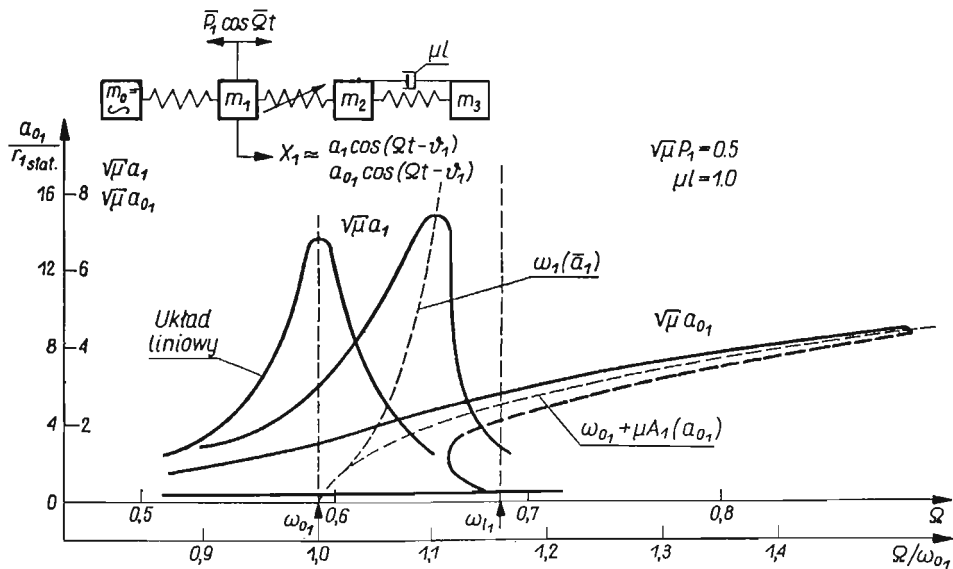 P̄₁ cos Ω̄t
μl
m₀=
m₁
m₂
m₃
X₁ ≈ a₁ cos(Ωt-ϑ₁)
a₀₁ cos(Ωt-ϑ₁)
a₀₁
r₁stat.
√μ a₁
√μ a₀₁
√μ P₁ = 0.5
μl = 1.0
16 8
12 6
8 4
4 2
0
√μ a₁
ω₁(ā₁)
Układ
liniowy
√μ a₀₁
ω₀₁+μA₁(a₀₁)
0,5 0,6 0,7 0,8 Ω
ω₀₁ ωl₁
0,9 1,0 1,1 1,2 1,3 1,4 Ω/ω₀₁